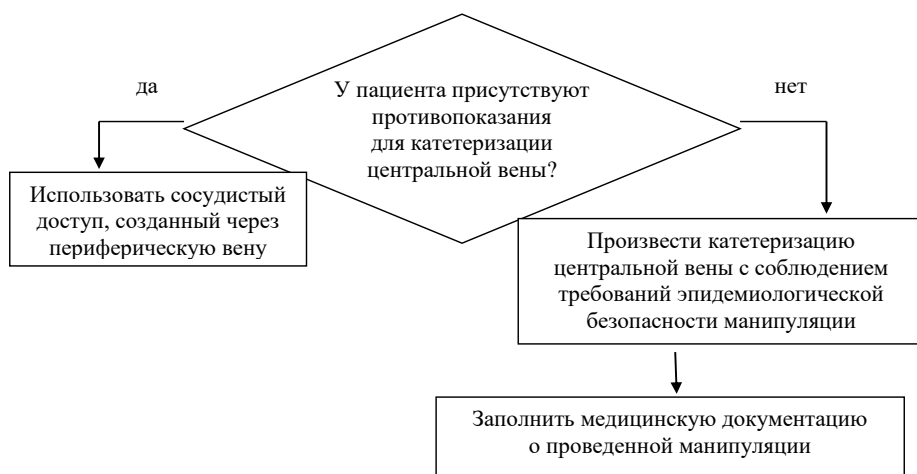 да
У пациента присутствуют
противопоказания
для катетеризации
центральной вены?
нет
Использовать сосудистый
доступ, созданный через
периферическую вену
Произвести катетеризацию
центральной вены с соблюдением
требований эпидемиологической
безопасности манипуляции
Заполнить медицинскую документацию
о проведенной манипуляции